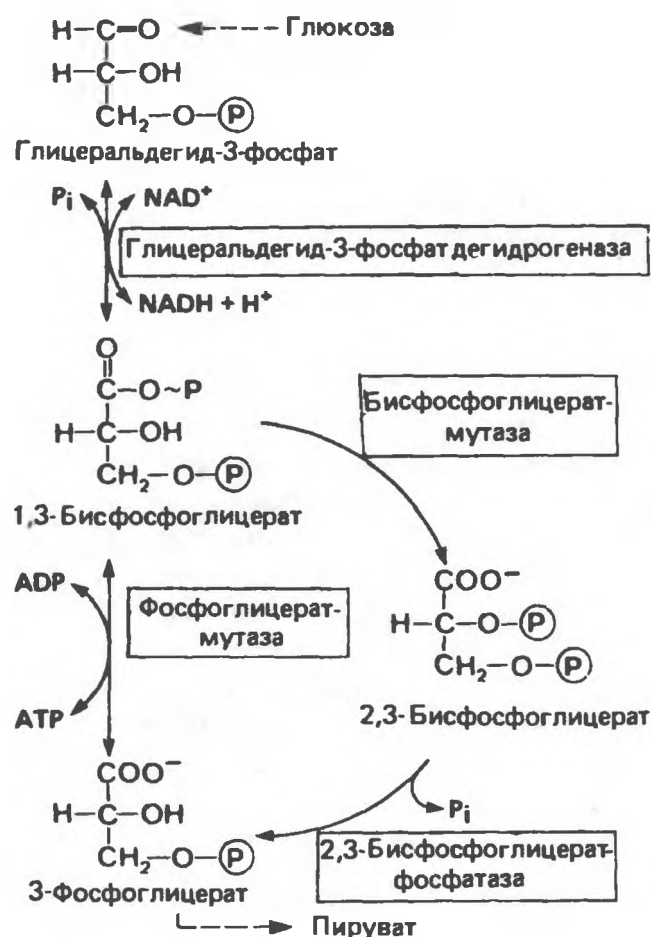 H–C=O ←---- Глюкоза
H–C–OH
CH₂–O–Ⓟ
Глицеральдегид-3-фосфат
Pᵢ NAD⁺
Глицеральдегид-3-фосфатдегидрогеназа
NADH + H⁺
O
C–O~P
H–C–OH
CH₂–O–Ⓟ
1,3-Бисфосфоглицерат
Бисфосфоглицерат-
мутаза
ADP
Фосфоглицерат-
мутаза
ATP
COO⁻
H–C–O–Ⓟ
CH₂–O–Ⓟ
2,3-Бисфосфоглицерат
Pᵢ
2,3-Бисфосфоглицерат-
фосфатаза
COO⁻
H–C–OH
CH₂–O–Ⓟ
3-Фосфоглицерат
Пируват